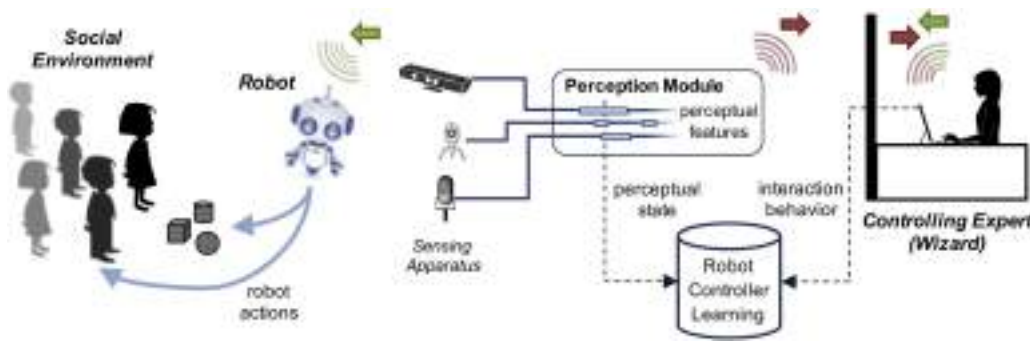 Social
Environment
Robot
Perception Module
perceptual
features
perceptual
state
interaction
behavior
Controlling Expert
(Wizard)
Sensing
Apparatus
robot
actions
Robot
Controller
Learning